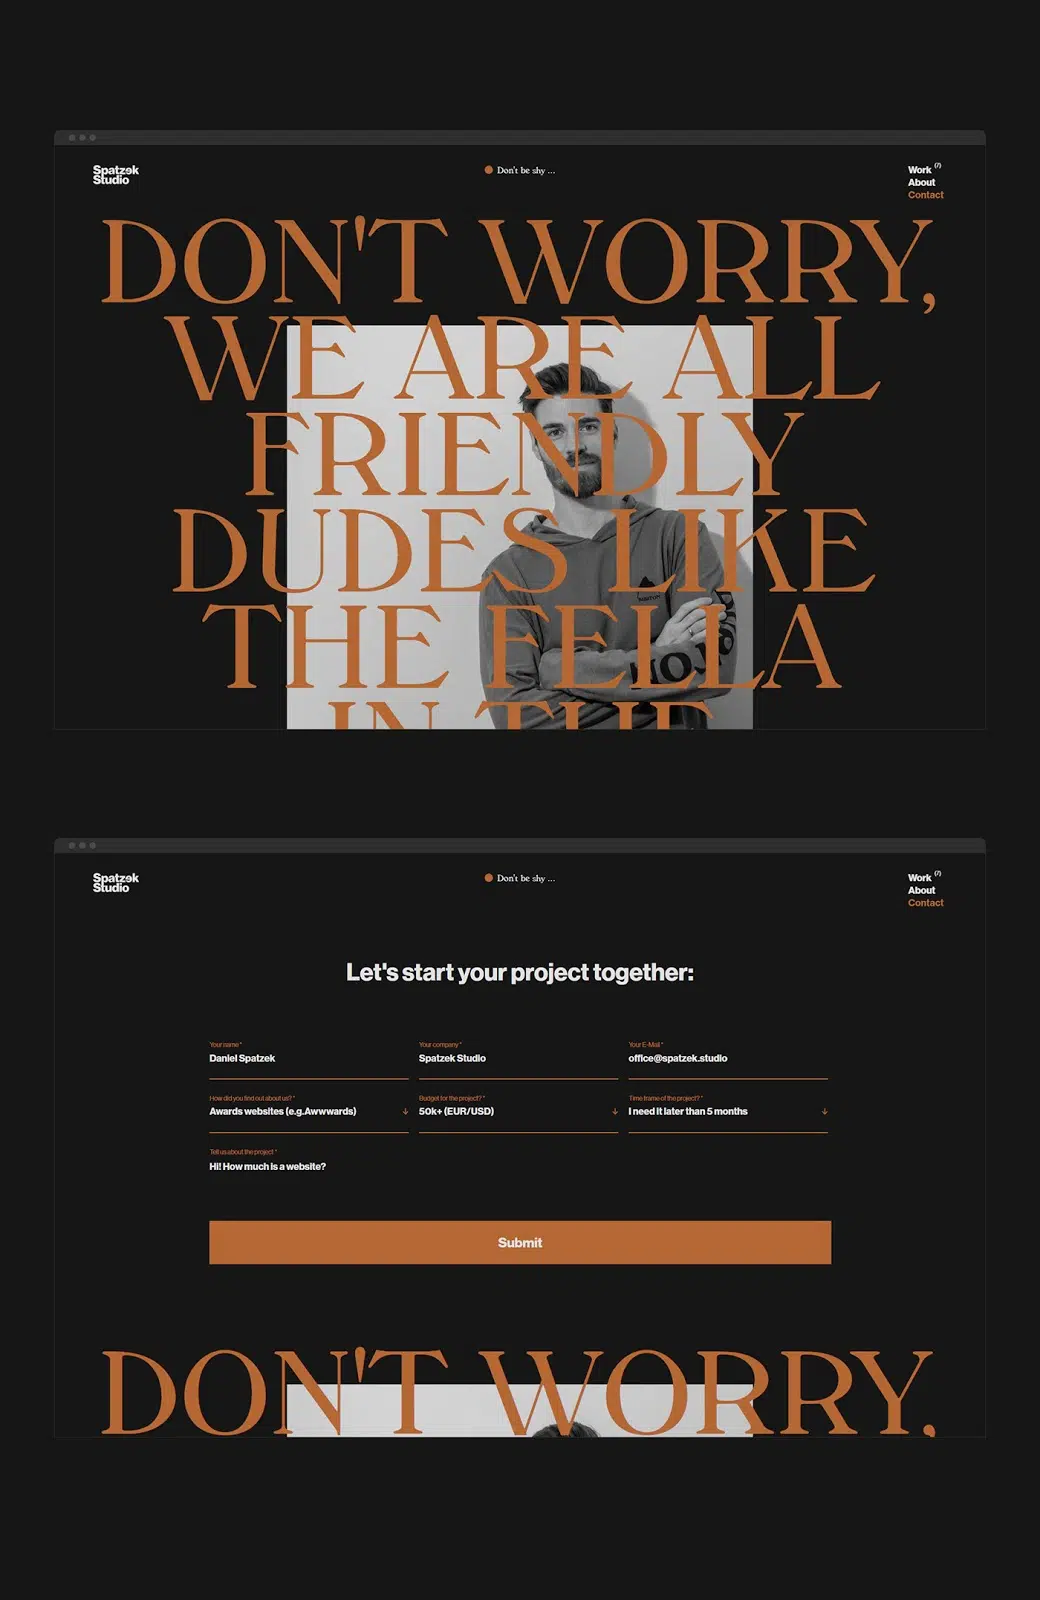 Spatzek
Studio
Don't be shy ...
Work (7)
About
Contact
DON'T WORRY,
WE ARE ALL
FRIENDLY
DUDES LIKE
THE FELLA
IN THE
Spatzek
Studio
Don't be shy ...
Work (7)
About
Contact
Let's start your project together:
Your name *
Daniel Spatzek
Your company *
Spatzek Studio
Your E-Mail *
office@spatzek.studio
How did you find out about us? *
Awards websites (e.g.Awwwards)
Budget for the project? *
50k+ (EUR/USD)
Time frame of the project? *
I need it later than 5 months
Tell us about the project *
Hi! How much is a website?
Submit
DON'T WORRY,